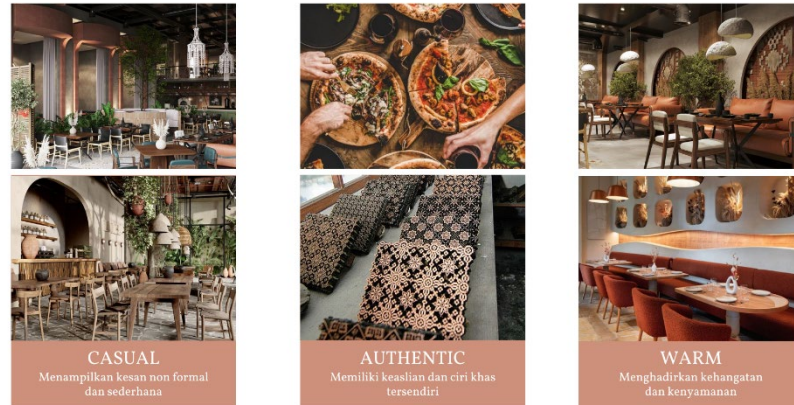 CASUAL
Menampilkan kesan non formal
dan sederhana
AUTHENTIC
Memiliki keaslian dan ciri khas
tersendiri
WARM
Menghadirkan kehangatan
dan kenyamanan